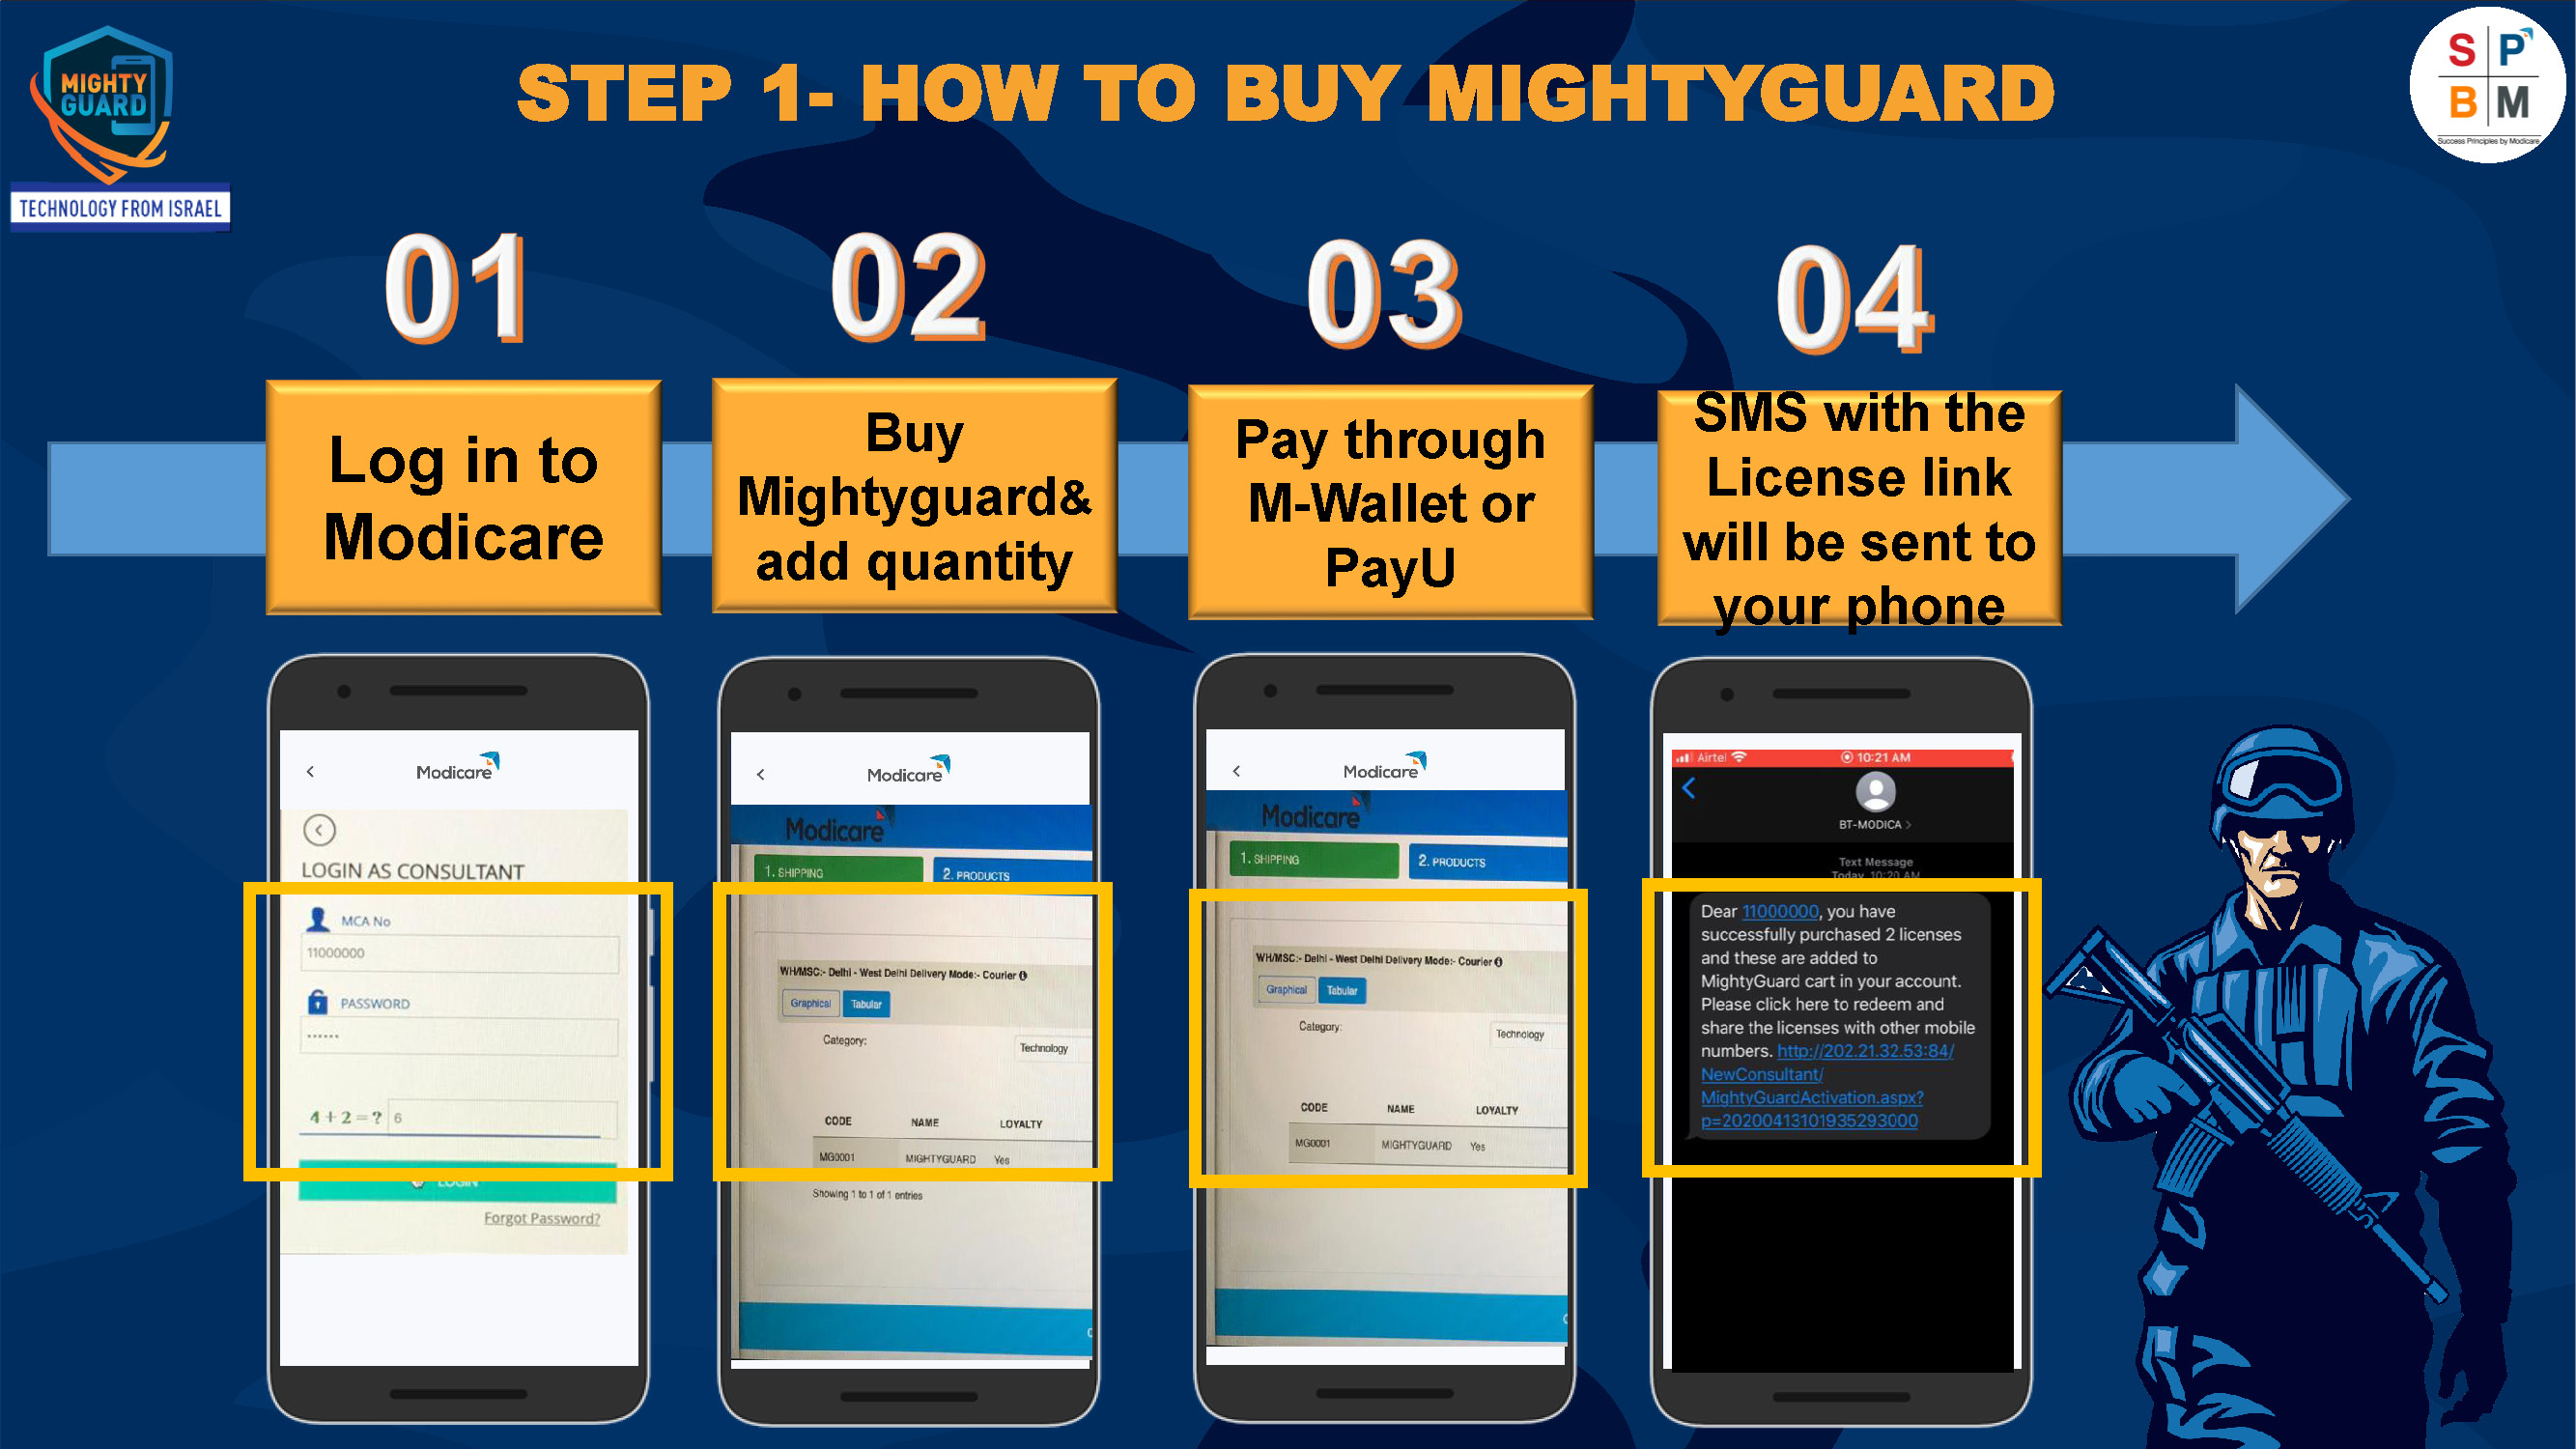 MIGHTY
GUARD
TECHNOLOGY FROM ISRAEL
STEP 1- HOW TO BUY MIGHTYGUARD
S P
B M
Success Principles by Modicare
01
02
03
04
Log in to
Modicare
Buy
Mightyguard&
add quantity
Pay through
M-Wallet or
PayU
SMS with the
License link
will be sent to
your phone
Modicare
LOGIN AS CONSULTANT
MCA No
11000000
PASSWORD
4+2=? 6
LOGIN
Forgot Password?
Modicare
Modicare
1. SHIPPING
2. PRODUCTS
WH/MSC:- Delhi - West Delhi Delivery Mode:- Courier
Graphical
Tabular
Category:
Technology
CODE NAME LOYALTY
MG0001 MIGHTYGUARD Yes
Showing 1 to 1 of 1 entries
Modicare
Modicare
1. SHIPPING
2. PRODUCTS
WH/MSC:- Delhi - West Delhi Delivery Mode:- Courier
Graphical
Tabular
Category:
Technology
CODE NAME LOYALTY
MG0001 MIGHTYGUARD Yes
Airtel
10:21 AM
BT-MODICA >
Text Message
Today, 10:20 AM
Dear 11000000, you have
successfully purchased 2 licenses
and these are added to
MightyGuard cart in your account.
Please click here to redeem and
share the licenses with other mobile
numbers. http://202.21.32.53:84/
NewConsultant/
MightyGuardActivation.aspx?
p=20200413101935293000